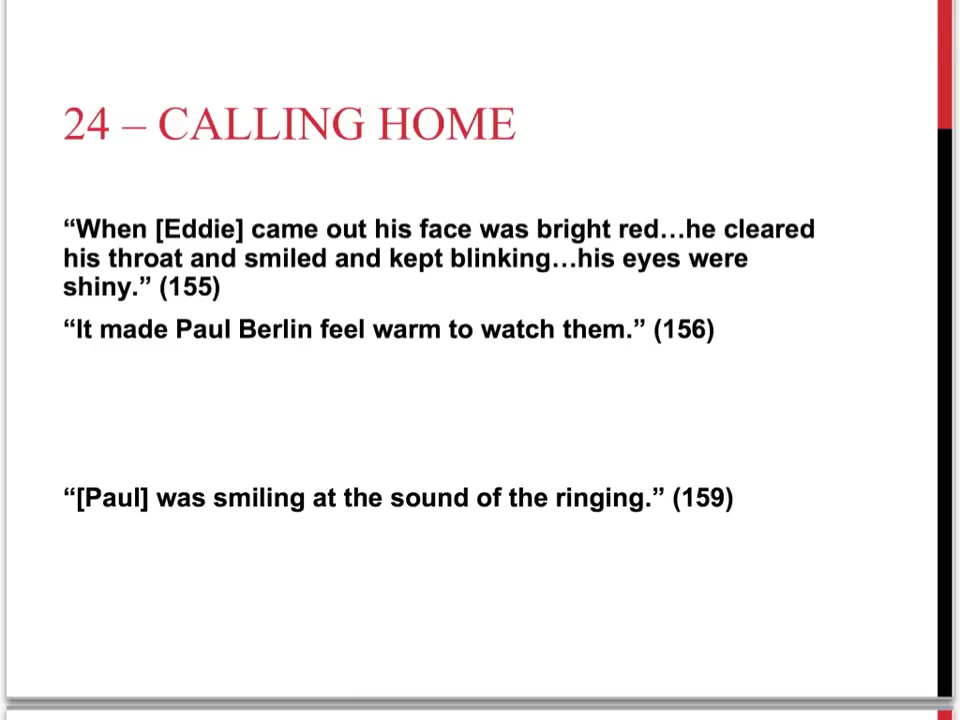 24 – CALLING HOME
“When [Eddie] came out his face was bright red…he cleared
his throat and smiled and kept blinking…his eyes were
shiny.” (155)
“It made Paul Berlin feel warm to watch them.” (156)
“[Paul] was smiling at the sound of the ringing.” (159)